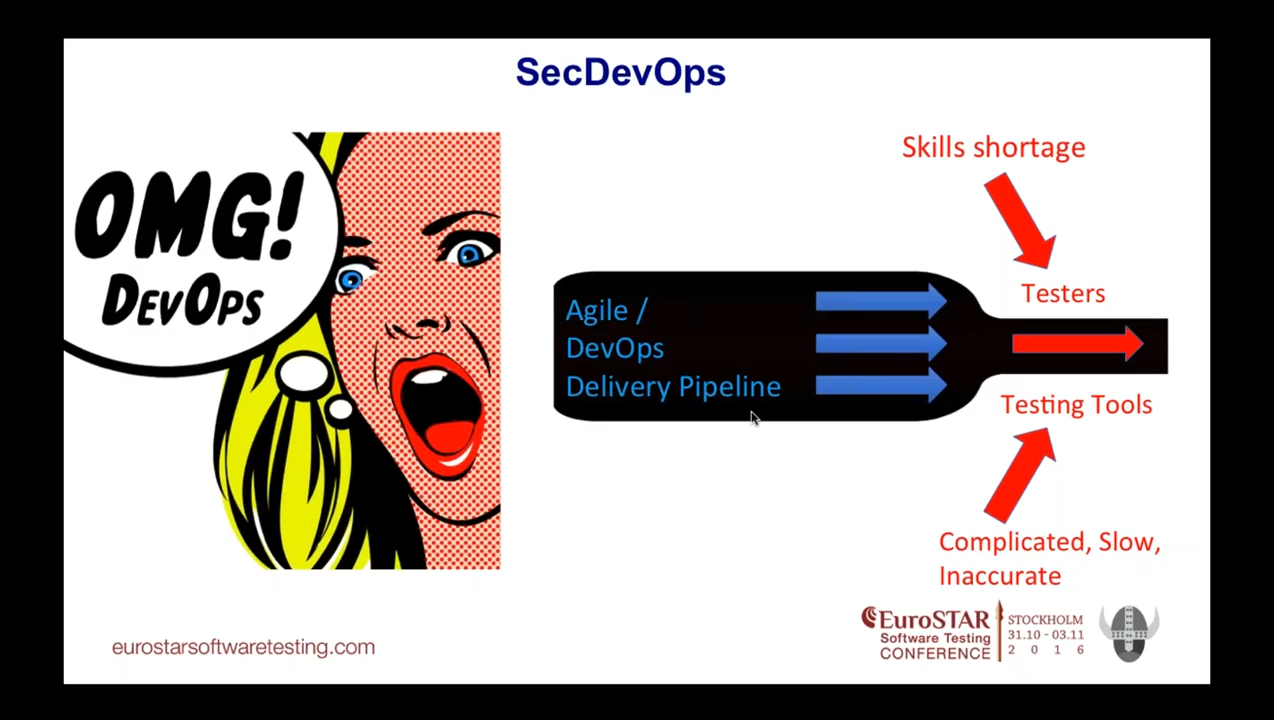 SecDevOps
OMG!
DEVOPS
Skills shortage
Testers
Agile /
DevOps
Delivery Pipeline
Testing Tools
Complicated, Slow,
Inaccurate
eurostarsoftwaretesting.com
EuroSTAR
Software Testing
CONFERENCE
STOCKHOLM
31.10 - 03.11
2 0 1 6